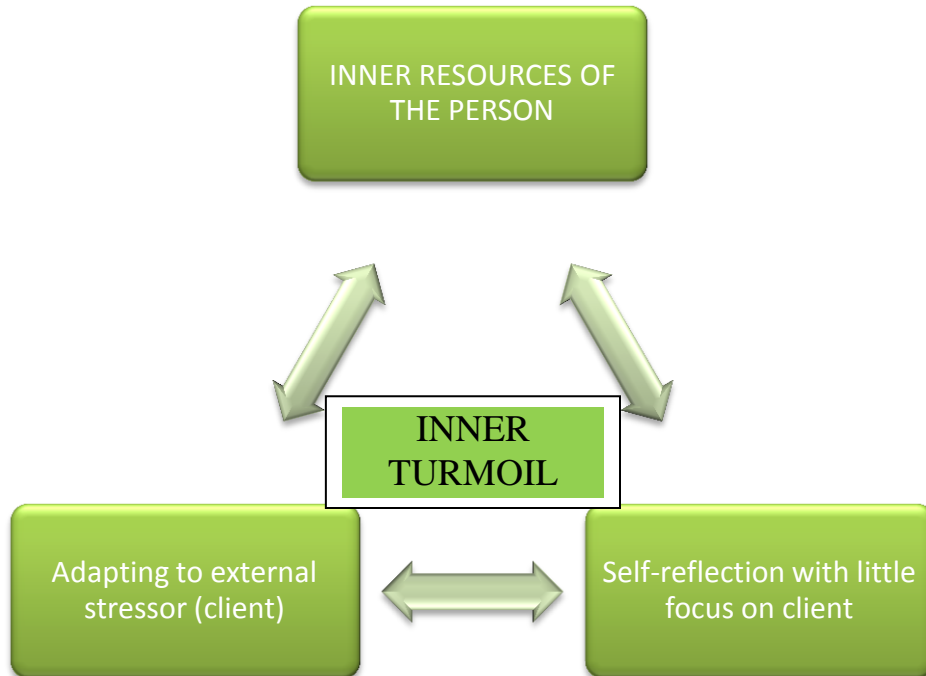 INNER RESOURCES OF
THE PERSON
INNER
TURMOIL
Adapting to external
stressor (client)
Self-reflection with little
focus on client